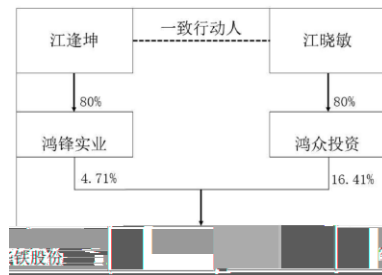 江逢坤 一致行动人 江晓敏
80% 80%
鸿锋实业 鸿众投资
4.71% 16.41%
铁股份